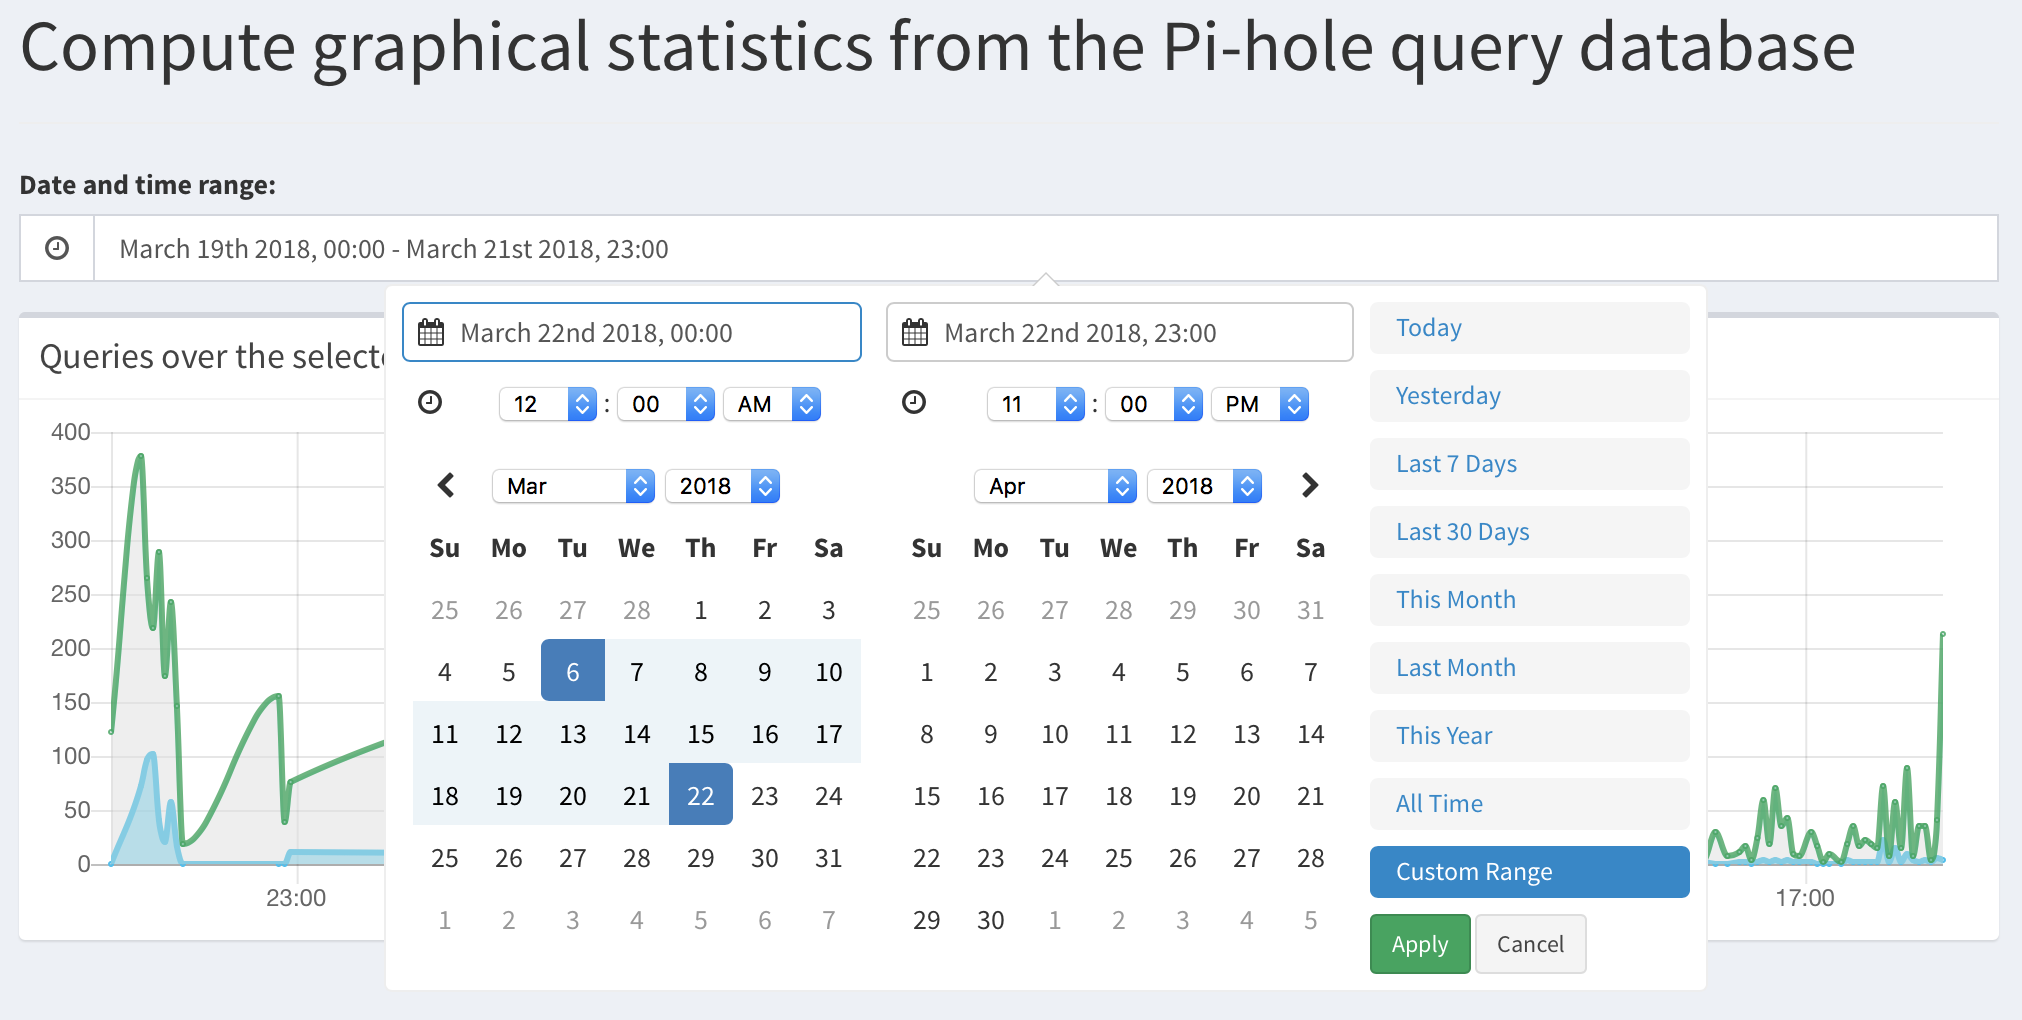 Compute graphical statistics from the Pi-hole query database
Date and time range:
March 19th 2018, 00:00 - March 21st 2018, 23:00
Queries over the select
400
350
300
250
200
150
100
50
0
23:00
March 22nd 2018, 00:00
12 : 00 AM
Mar 2018
Su Mo Tu We Th Fr Sa
25 26 27 28 1 2 3
4 5 6 7 8 9 10
11 12 13 14 15 16 17
18 19 20 21 22 23 24
25 26 27 28 29 30 31
1 2 3 4 5 6 7
March 22nd 2018, 23:00
11 : 00 PM
Apr 2018
Su Mo Tu We Th Fr Sa
25 26 27 28 29 30 31
1 2 3 4 5 6 7
8 9 10 11 12 13 14
15 16 17 18 19 20 21
22 23 24 25 26 27 28
29 30 1 2 3 4 5
Today
Yesterday
Last 7 Days
Last 30 Days
This Month
Last Month
This Year
All Time
Custom Range
Apply Cancel
17:00